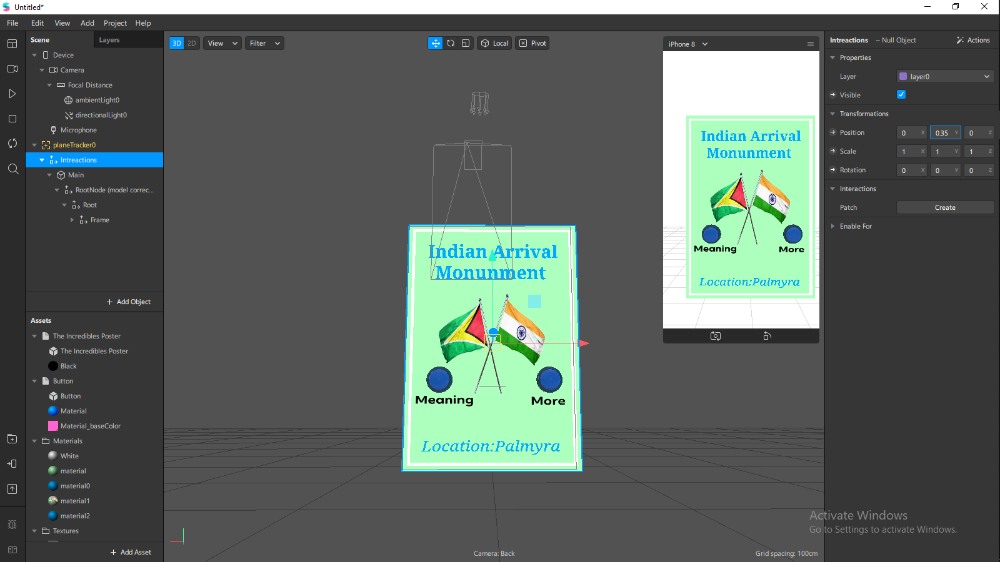 Untitled*
File Edit View Add Project Help
Scene Layers
Device
Camera
Focal Distance
ambientLight0
directionalLight0
Microphone
planeTracker0
Intreactions
Main
RootNode (model correc...
Root
Frame
+ Add Object
Assets
The Incredibles Poster
The Incredibles Poster
Black
Button
Button
Material
Material_baseColor
Materials
White
material
material0
material1
material2
Textures
+ Add Asset
3D 2D View Filter
Local Pivot
Indian Arrival
Monunment
Meaning More
Location:Palmyra
Camera: Back
Grid spacing: 100cm
iPhone 8
Indian Arrival
Monunment
Meaning More
Location:Palmyra
Intreactions – Null Object Actions
Properties
Layer layer0
Visible
Transformations
Position 0 X 0.35 Y 0 Z
Scale 1 X 1 Y 1 Z
Rotation 0 X 0 Y 0 Z
Interactions
Patch Create
Enable For
Activate Windows
Go to Settings to activate Windows.